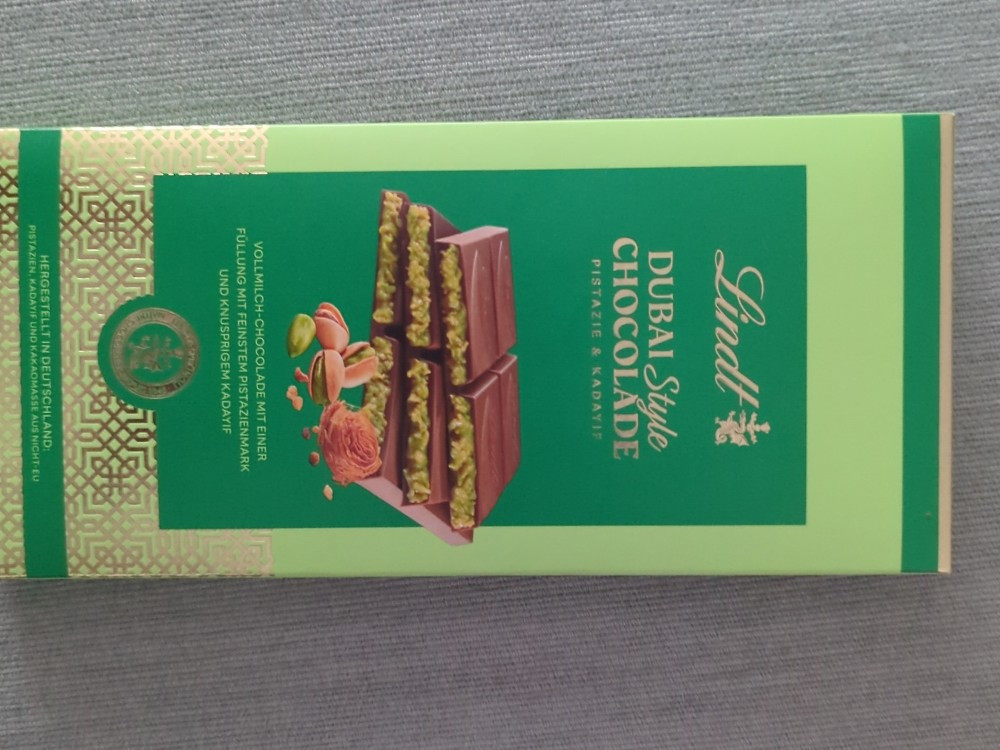 Lindt
DUBAI Style
CHOCOLADE
PISTAZIE & KADAYIF
VOLLMILCH-CHOCOLADE MIT EINER
FÜLLUNG MIT FEINSTEM PISTAZIENMARK
UND KNUSPRIGEM KADAYIF
HERGESTELLT IN DEUTSCHLAND:
PISTAZIEN, KADAYIF UND KAKAOMASSE AUS NICHT-EU